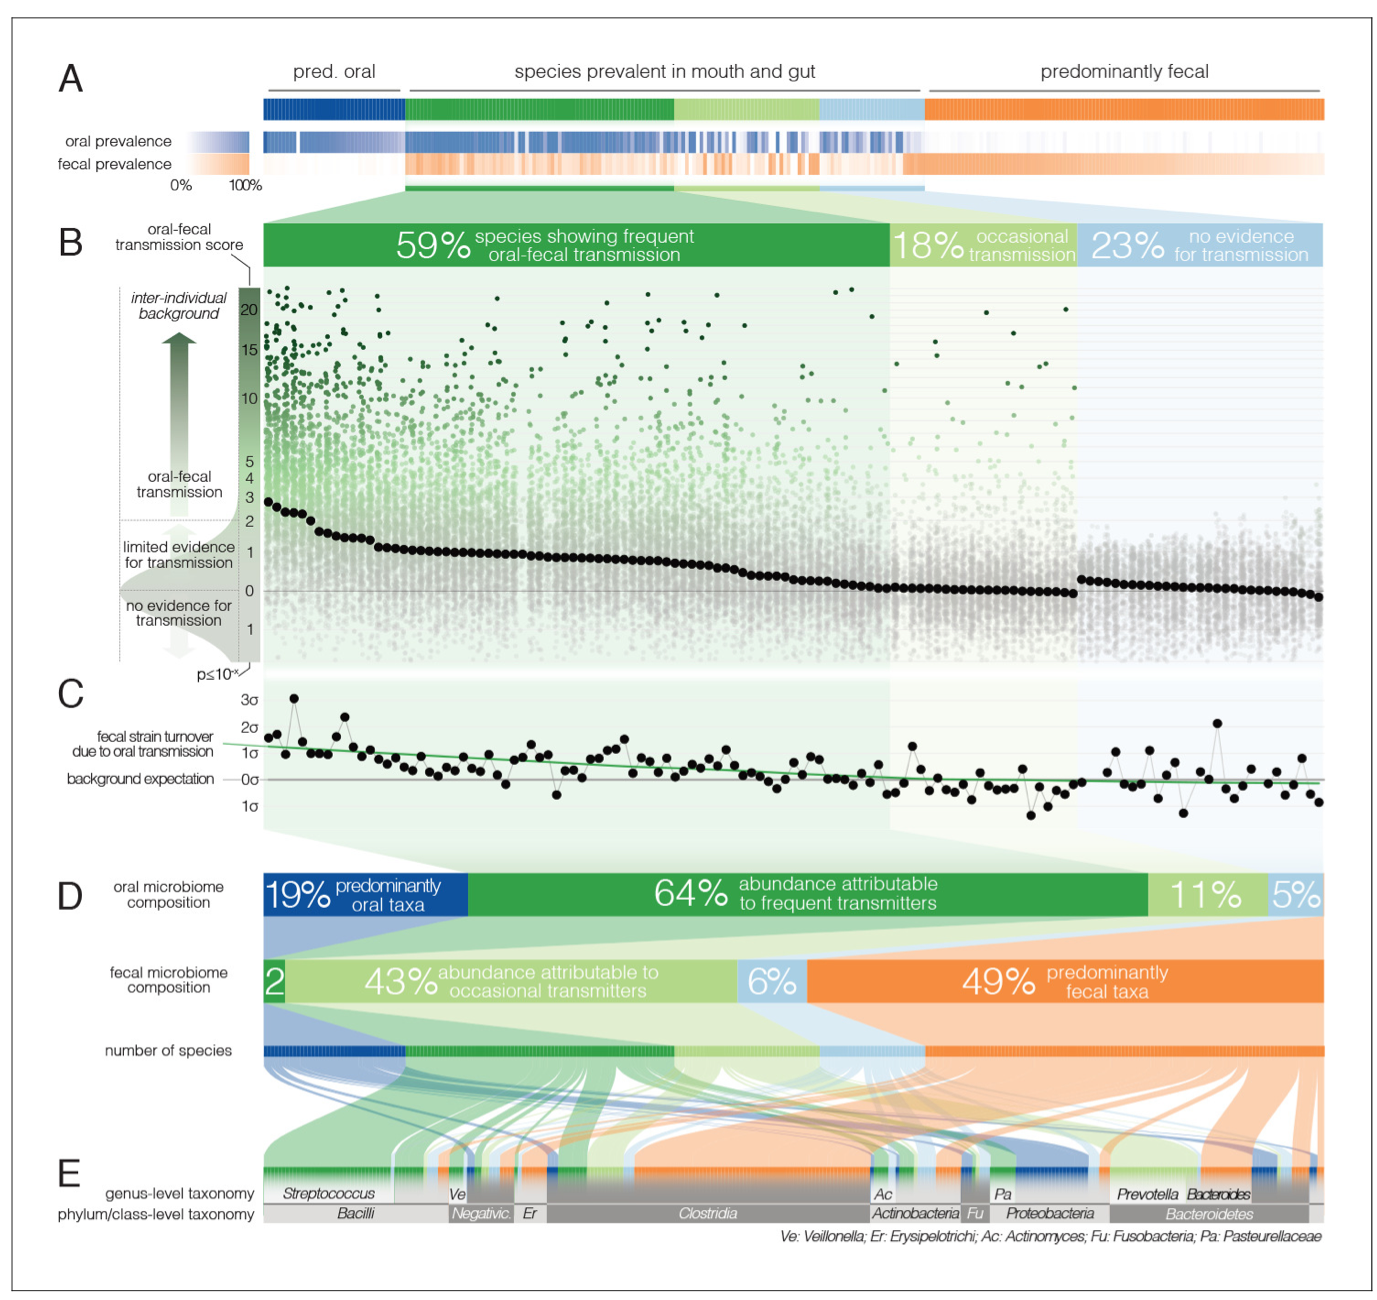 A
pred. oral
species prevalent in mouth and gut
predominantly fecal
oral prevalence
fecal prevalence
0%
100%
B
oral-fecal
transmission score
59% species showing frequent
oral-fecal transmission
18% occasional
transmission
23% no evidence
for transmission
inter-individual
background
20
15
10
5
4
3
2
1
0
1
oral-fecal
transmission
limited evidence
for transmission
no evidence for
transmission
p≤10⁻ˣ
C
3σ
2σ
1σ
0σ
1σ
fecal strain turnover
due to oral transmission
background expectation
D
oral microbiome
composition
19% predominantly
oral taxa
64% abundance attributable
to frequent transmitters
11%
5%
fecal microbiome
composition
2
43% abundance attributable to
occasional transmitters
6%
49% predominantly
fecal taxa
number of species
E
genus-level taxonomy
Streptococcus
Ve
Ac
Pa
Prevotella
Bacteroides
phylum/class-level taxonomy
Bacilli
Negativic.
Er
Clostridia
Actinobacteria
Fu
Proteobacteria
Bacteroidetes
Ve: Veillonella; Er: Erysipelotrichi; Ac: Actinomyces; Fu: Fusobacteria; Pa: Pasteurellaceae